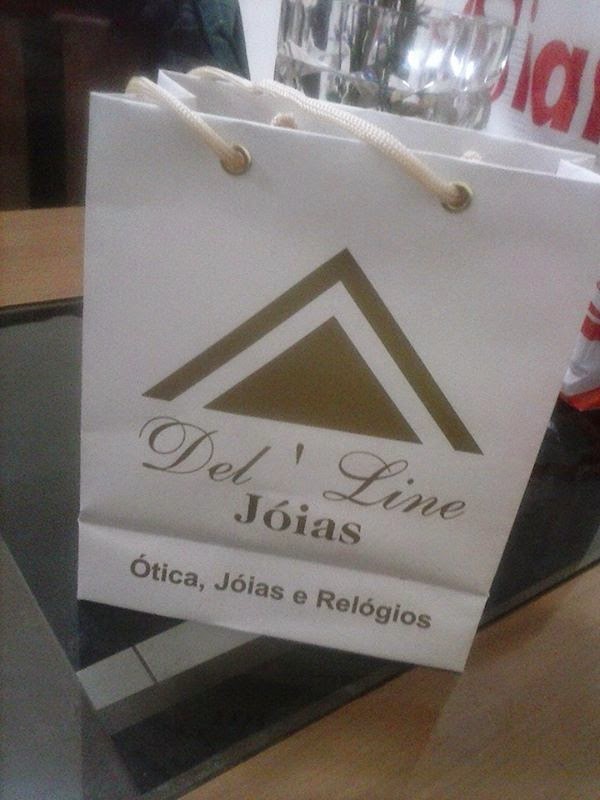 Del ' Line
Jóias
Ótica, Jóias e Relógios